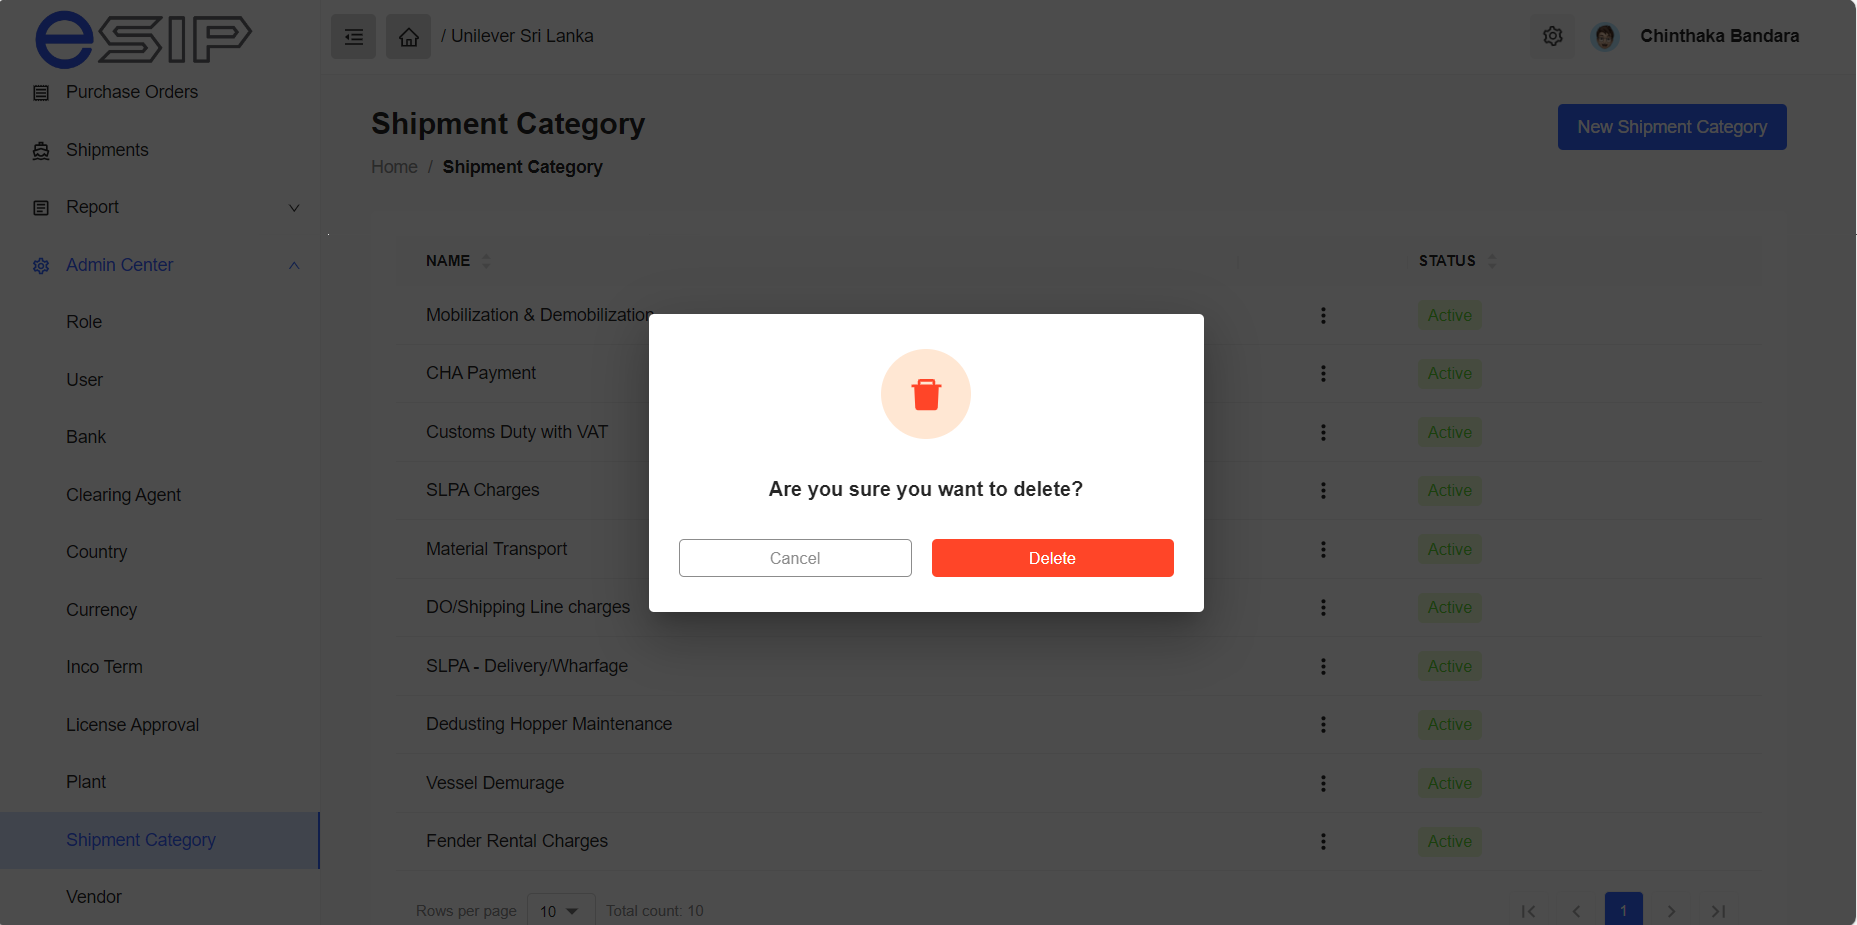 eSIP
/ Unilever Sri Lanka
Chinthaka Bandara
Purchase Orders
Shipments
Report
Admin Center
Role
User
Bank
Clearing Agent
Country
Currency
Inco Term
License Approval
Plant
Shipment Category
Vendor
Shipment Category
New Shipment Category
Home / Shipment Category
NAME STATUS
Mobilization & Demobilization Active
CHA Payment Active
Customs Duty with VAT Active
SLPA Charges Active
Material Transport Active
DO/Shipping Line charges Active
SLPA - Delivery/Wharfage Active
Dedusting Hopper Maintenance Active
Vessel Demurage Active
Fender Rental Charges Active
Rows per page 10 Total count: 10 1
Are you sure you want to delete?
Cancel Delete